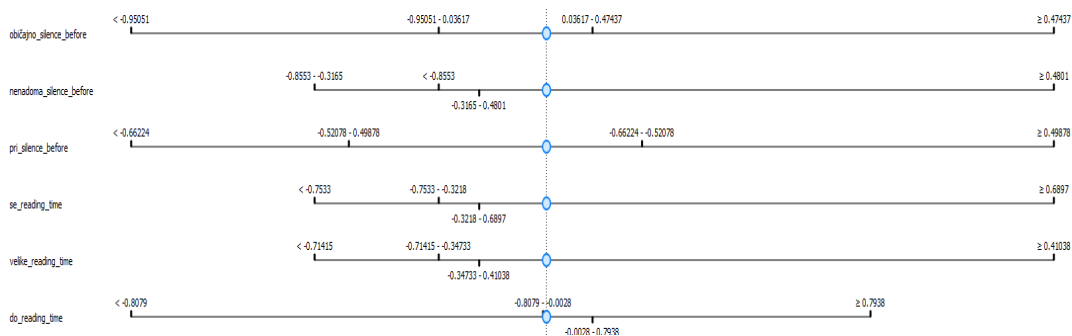 < -0.95051 -0.95051 - 0.03617 0.03617 - 0.47437 ≥ 0.47437
običajno_silence_before
-0.8553 - -0.3165 < -0.8553 ≥ 0.4801
nenadoma_silence_before
-0.3165 - 0.4801
< -0.66224 -0.52078 - 0.49878 -0.66224 - -0.52078 ≥ 0.49878
pri_silence_before
< -0.7533 -0.7533 - -0.3218 ≥ 0.6897
se_reading_time
-0.3218 - 0.6897
< -0.71415 -0.71415 - -0.34733 ≥ 0.41038
velike_reading_time
-0.34733 - 0.41038
< -0.8079 -0.8079 - -0.0028 ≥ 0.7938
do_reading_time
-0.0028 - 0.7938